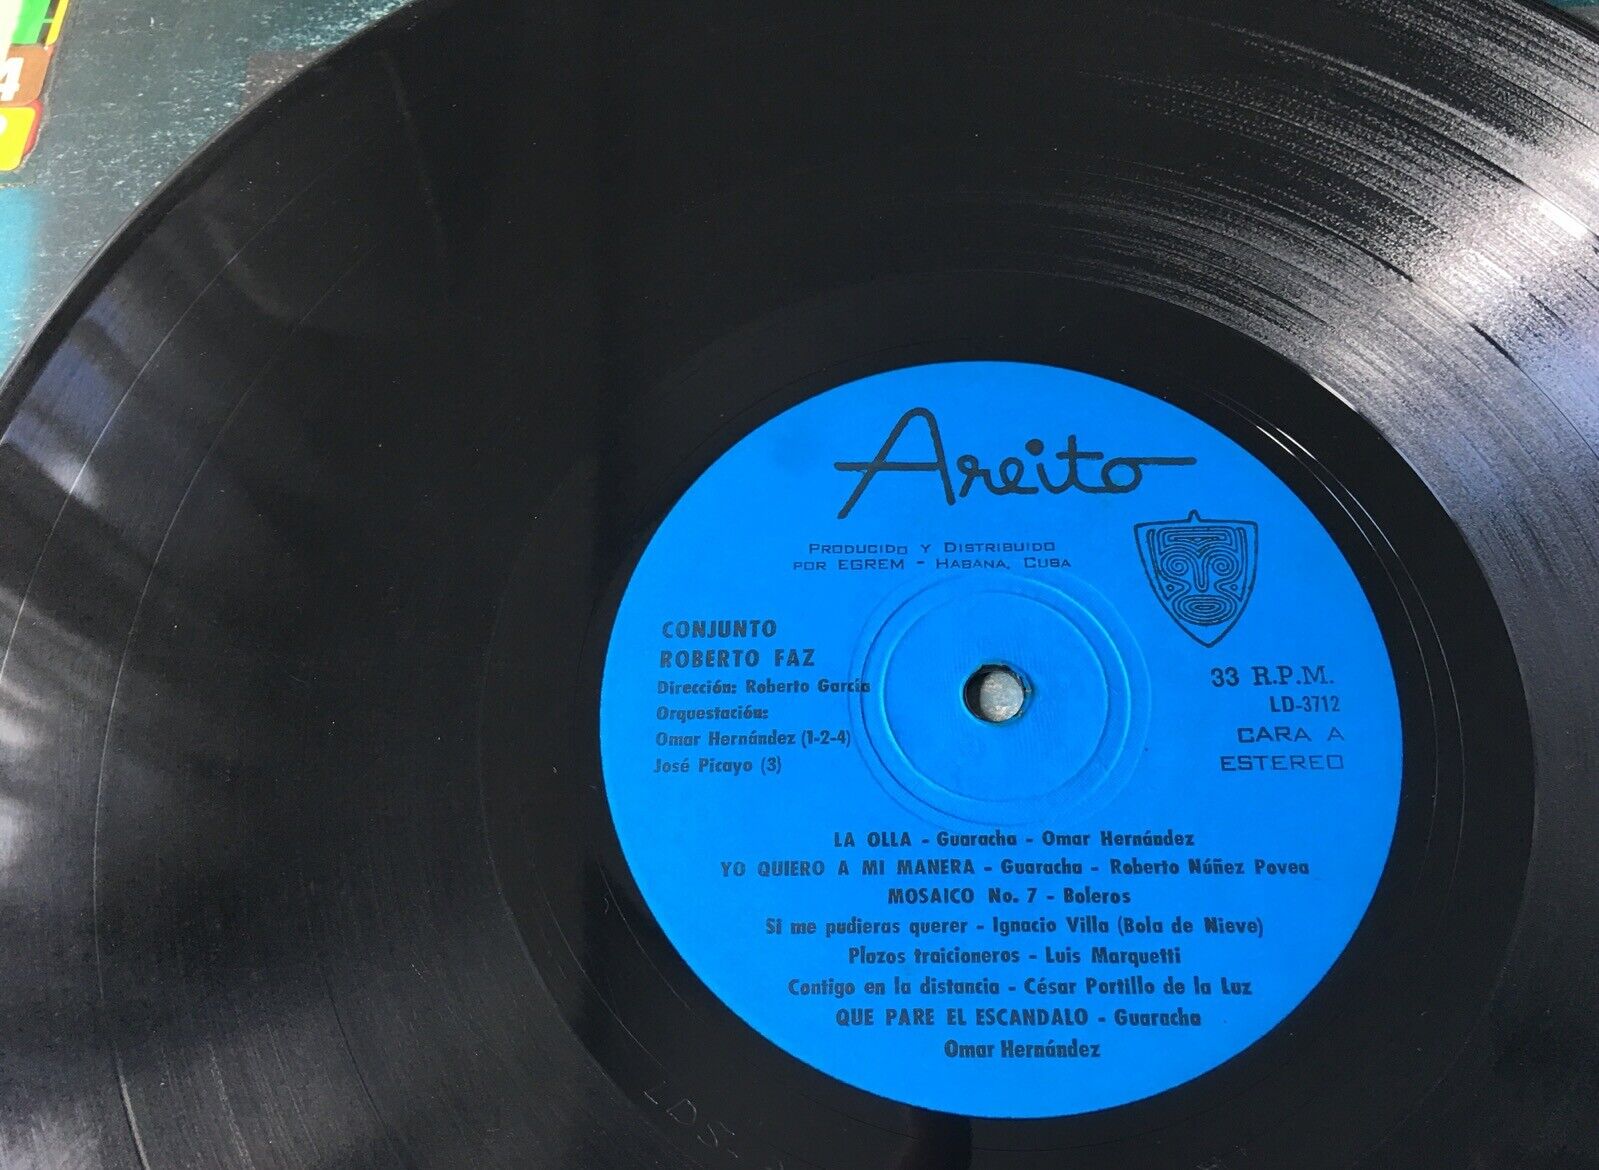 Areito
PRODUCIDO Y DISTRIBUIDO
POR EGREM - HABANA, CUBA
CONJUNTO
ROBERTO FAZ
Dirección: Roberto García
Orquestación:
Omar Hernández (1-2-4)
José Picayo (3)
33 R.P.M.
LD-3712
CARA A
ESTEREO
LA OLLA - Guaracha - Omar Hernández
YO QUIERO A MI MANERA - Guaracha - Roberto Núñez Povea
MOSAICO No. 7 - Boleros
Si me pudieras querer - Ignacio Villa (Bola de Nieve)
Plazos traicioneros - Luis Marquetti
Contigo en la distancia - César Portillo de la Luz
QUE PARE EL ESCANDALO - Guaracha
Omar Hernández